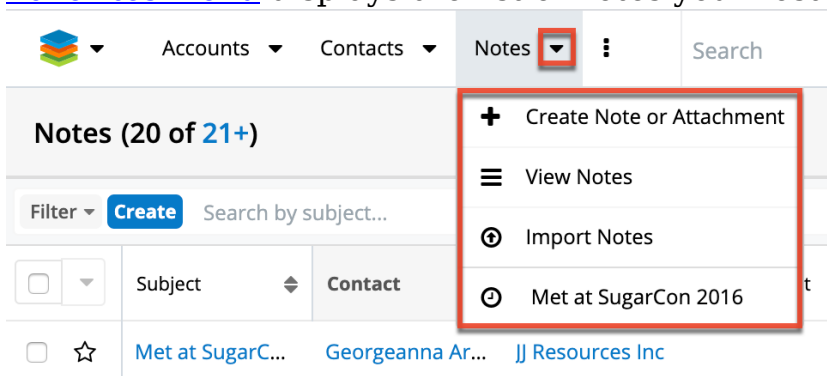 Accounts Contacts Notes Search
Notes (20 of 21+)
Create Note or Attachment
View Notes
Filter Create Search by subject...
Import Notes
Subject Contact
Met at SugarCon 2016
Met at SugarC... Georgeanna Ar... JJ Resources Inc